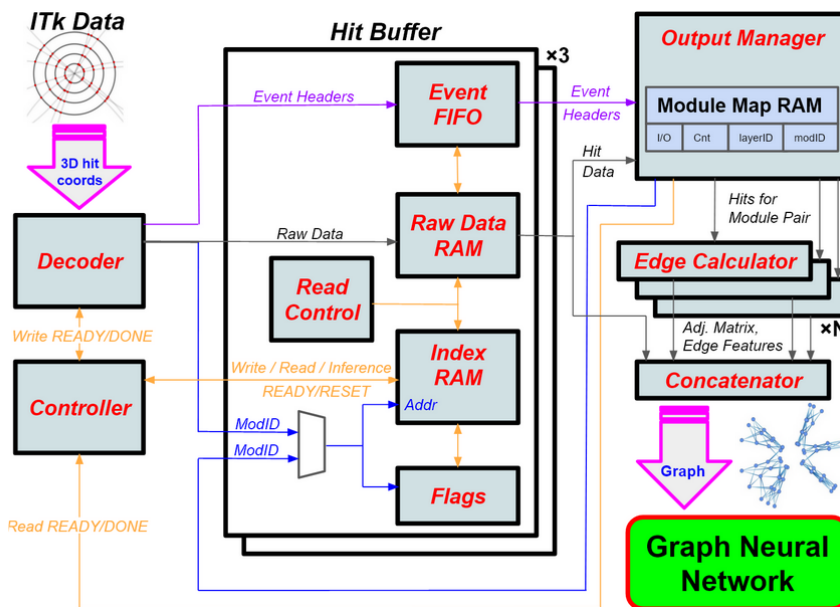 ITk Data
3D hit
coords
Decoder
Write READY/DONE
Controller
Read READY/DONE
Hit Buffer
×3
Event Headers
Event
FIFO
Raw Data
Raw Data
RAM
Read
Control
Write / Read / Inference
READY/RESET
Index
RAM
Addr
ModID
ModID
Flags
Event
Headers
Hit
Data
Output Manager
Module Map RAM
I/O
Cnt
layerID
modID
Hits for
Module Pair
Edge Calculator
Adj. Matrix,
Edge Features
Concatenator
Graph
Graph Neural
Network